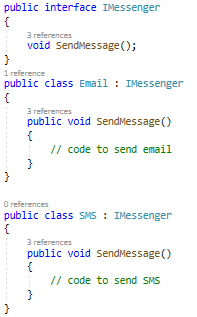 public interface IMessenger
{
3 references
void SendMessage();
}
1 reference
public class Email : IMessenger
{
3 references
public void SendMessage()
{
// code to send email
}
}
0 references
public class SMS : IMessenger
{
3 references
public void SendMessage()
{
// code to send SMS
}
}